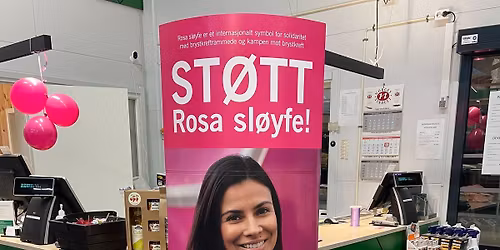 Rosa sløyfe er et internasjonalt symbol for solidaritet
med brystkreftrammede og kampen mot brystkreft
STØTT
Rosa sløyfe!